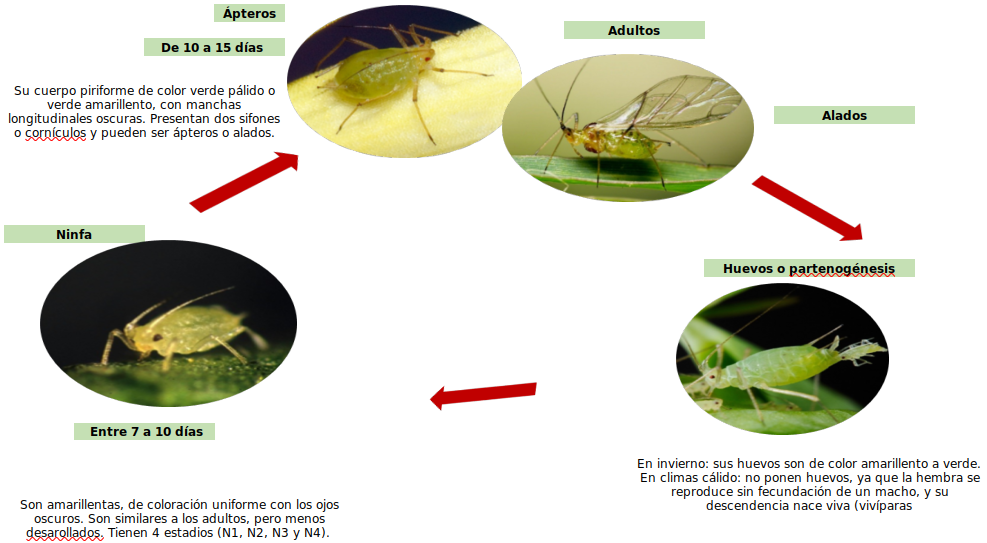 Ápteros
De 10 a 15 días
Su cuerpo piriforme de color verde pálido o
verde amarillento, con manchas
longitudinales oscuras. Presentan dos sifones
o cornículos y pueden ser ápteros o alados.
Adultos
Alados
Huevos o partenogénesis
En invierno: sus huevos son de color amarillento a verde.
En climas cálido: no ponen huevos, ya que la hembra se
reproduce sin fecundación de un macho, y su
descendencia nace viva (vivíparas
Ninfa
Entre 7 a 10 días
Son amarillentas, de coloración uniforme con los ojos
oscuros. Son similares a los adultos, pero menos
desarollados. Tienen 4 estadios (N1, N2, N3 y N4).